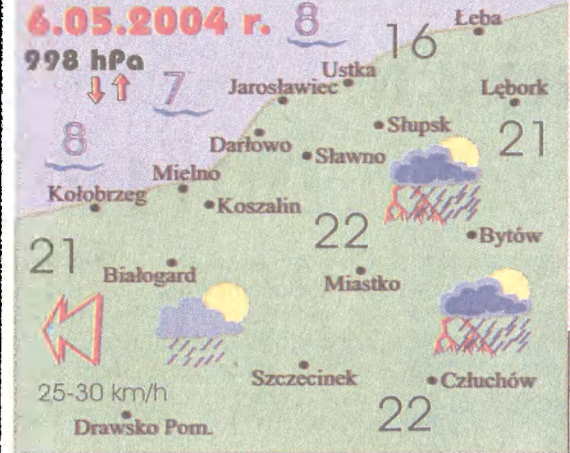 6.05.2004 r.
8
Łeba
998 hPa
16
7
Ustka
Jarosławiec
Lębork
8
Słupsk
21
Darłowo
Sławno
Mielno
Kołobrzeg
Koszalin
22
Bytów
21
Białogard
Miastko
Szczecinek
Człuchów
25-30 km/h
22
Drawsko Pom.